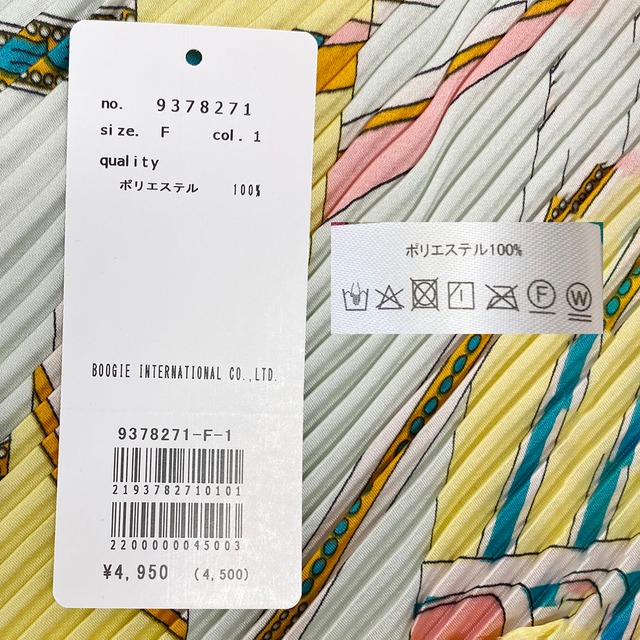 no. 9378271
size. F col. 1
quality
ポリエステル 100%
BOOGIE INTERNATIONAL CO.,LTD.
9378271-F-1
2193782710101
2200000045003
¥4,950 (4,500)
ポリエステル100%
F W